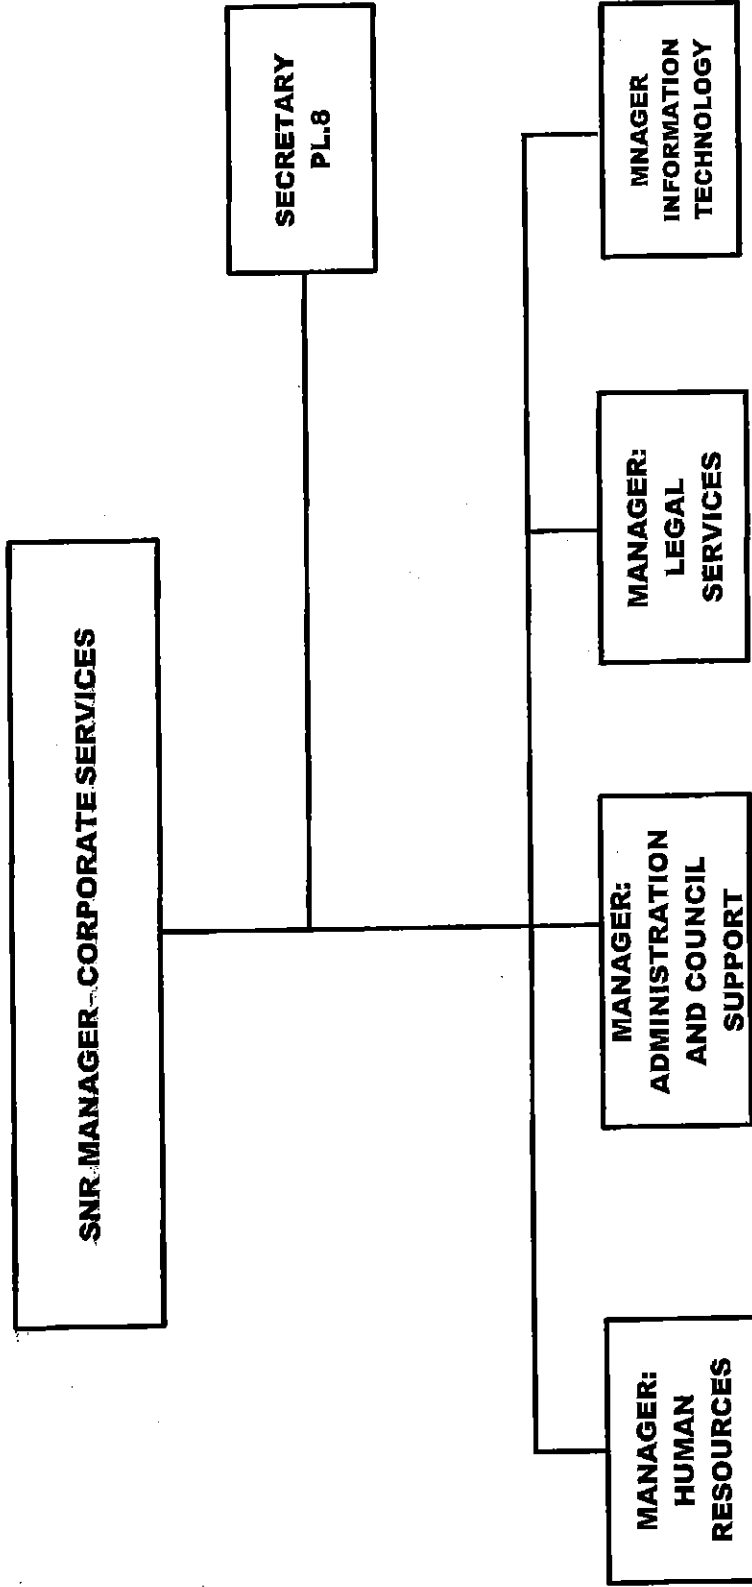 SNR MANAGER-CORPORATE SERVICES
SECRETARY
PL.8
MANAGER:
HUMAN
RESOURCES
MANAGER:
ADMINISTRATION
AND COUNCIL
SUPPORT
MANAGER:
LEGAL
SERVICES
MNAGER
INFORMATION
TECHNOLOGY